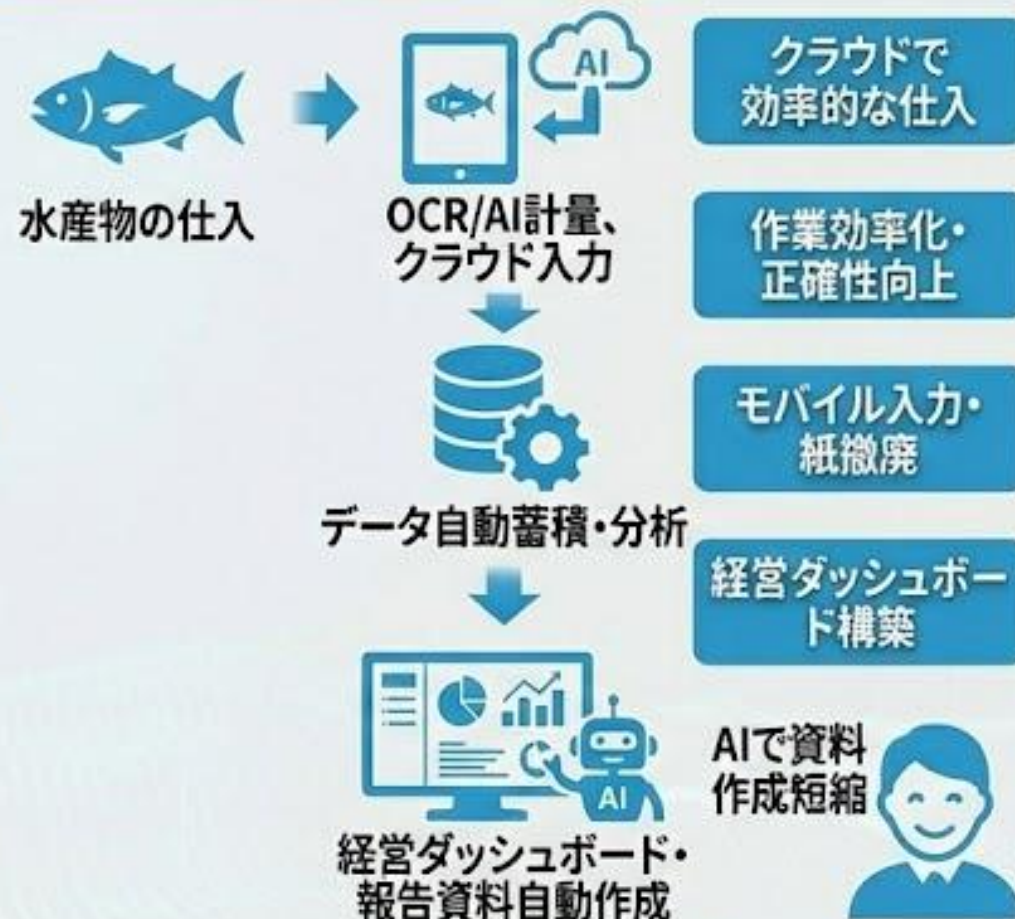 水産物の仕入
AI
OCR/AI計量、
クラウド入力
データ自動蓄積・分析
AI
経営ダッシュボード・
報告資料自動作成
クラウドで
効率的な仕入
作業効率化・
正確性向上
モバイル入力・
紙撤廃
経営ダッシュボー
ド構築
AIで資料
作成短縮